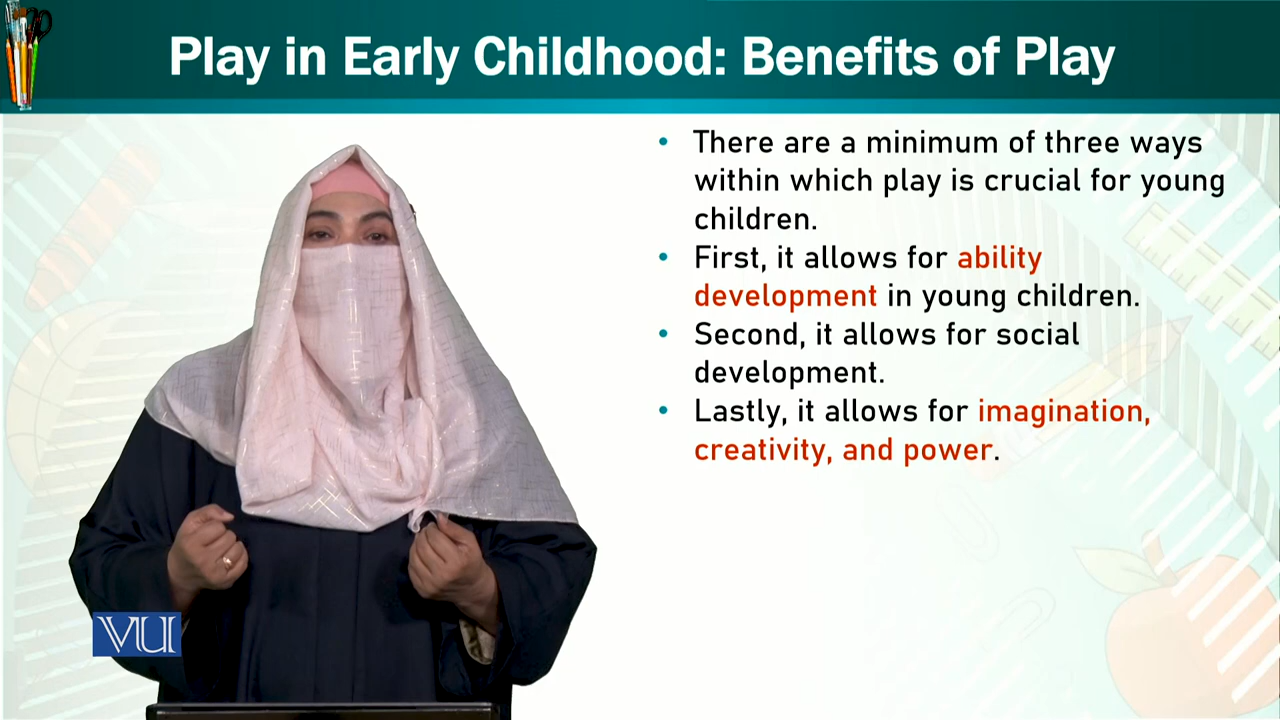 Play in Early Childhood: Benefits of Play
• There are a minimum of three ways
within which play is crucial for young
children.
• First, it allows for ability
development in young children.
• Second, it allows for social
development.
• Lastly, it allows for imagination,
creativity, and power.
VU